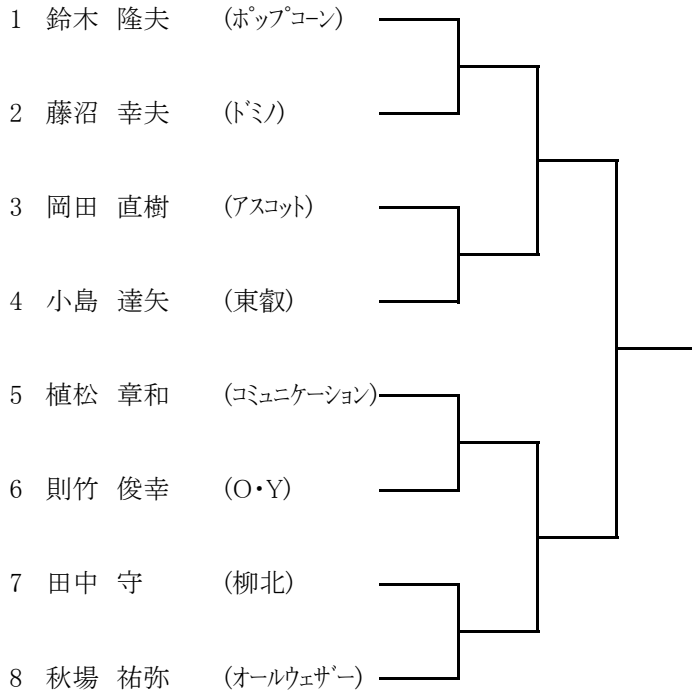 1 鈴木 隆夫 (ﾎﾟｯﾌﾟｺｰﾝ)
2 藤沼 幸夫 (ﾄﾞﾐﾉ)
3 岡田 直樹 (ｱｽｺｯﾄ)
4 小島 達矢 (東叡)
5 植松 章和 (ｺﾐｭﾆｹｰｼｮﾝ)
6 則竹 俊幸 (O・Y)
7 田中 守 (柳北)
8 秋場 祐弥 (ｵｰﾙｳｪｻﾞｰ)